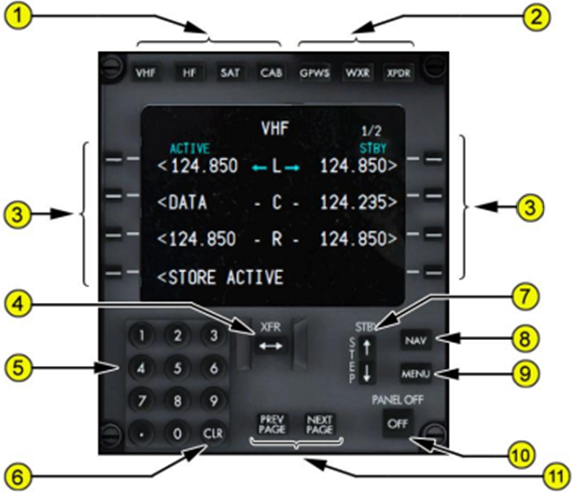 1 2
VHF HF SAT CAB GPWS WXR XPDR
VHF 1/2
ACTIVE STBY
<124.850 ←L→ 124.850>
3 3
<DATA - C - 124.235>
<124.850 - R - 124.850>
<STORE ACTIVE
4 7
XFR STBY
↔ STEP ↑ ↓
NAV 8
5
1 2 3
4 5 6
7 8 9
. 0 CLR
MENU 9
PANEL OFF
OFF
PREV PAGE NEXT PAGE
6 10 11